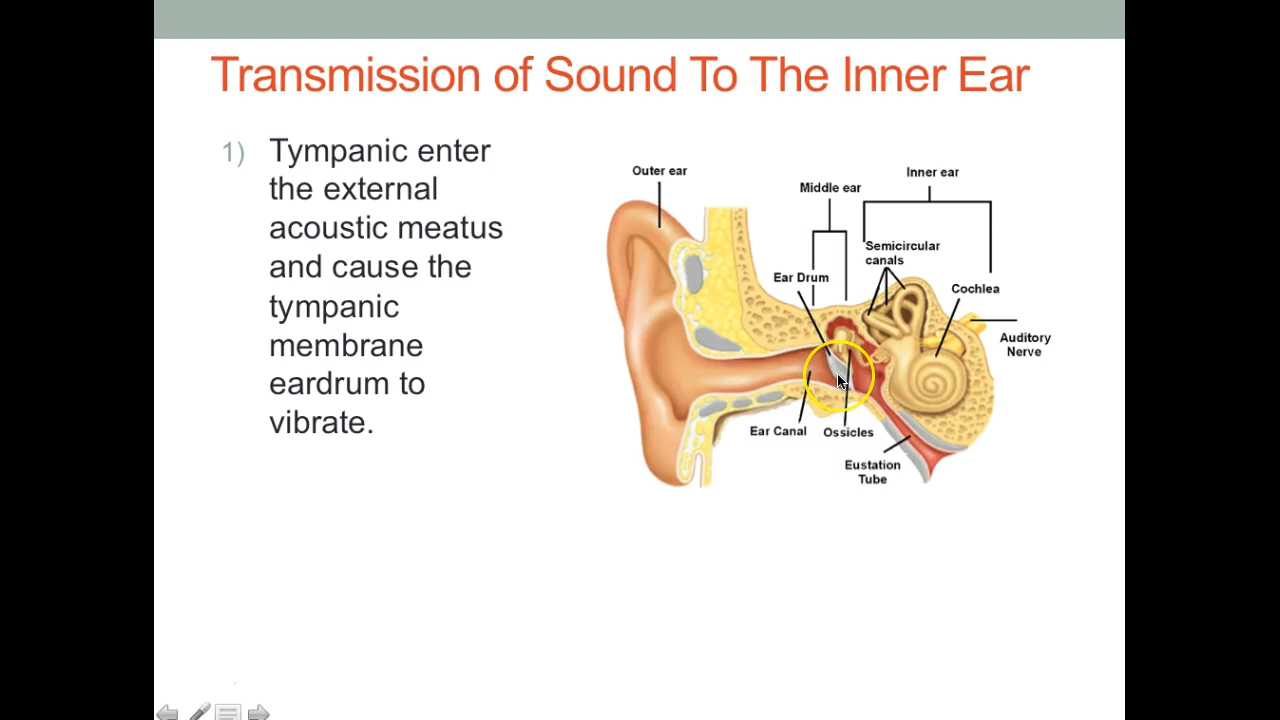 Transmission of Sound To The Inner Ear
1) Tympanic enter
the external
acoustic meatus
and cause the
tympanic
membrane
eardrum to
vibrate.
Outer ear
Middle ear
Inner ear
Semicircular
canals
Ear Drum
Cochlea
Auditory
Nerve
Ear Canal
Ossicles
Eustation
Tube